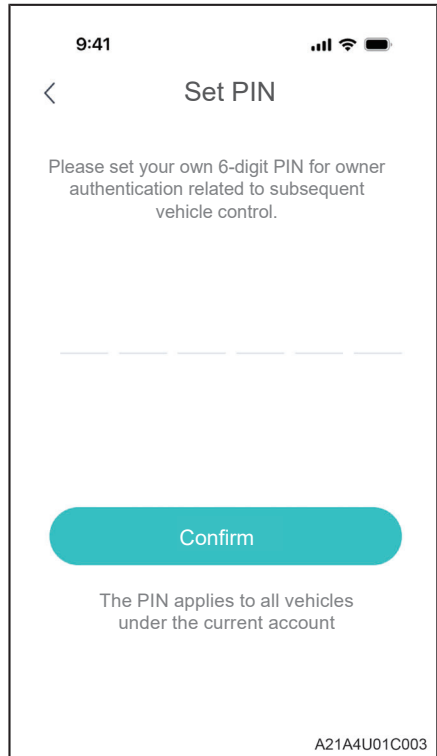 9:41
Set PIN
Please set your own 6-digit PIN for owner
authentication related to subsequent
vehicle control.
Confirm
The PIN applies to all vehicles
under the current account
A21A4U01C003